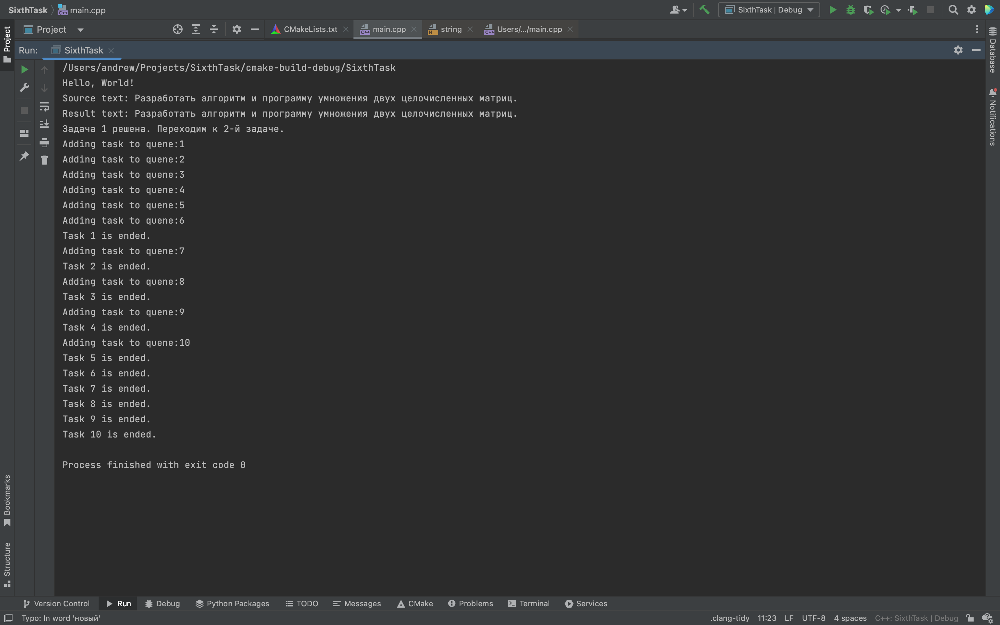 SixthTask main.cpp
SixthTask | Debug
Project
Project
CMakeLists.txt
main.cpp
string
Users/.../main.cpp
Run:
SixthTask
/Users/andrew/Projects/SixthTask/cmake-build-debug/SixthTask
Hello, World!
Source text: Разработать алгоритм и программу умножения двух целочисленных матриц.
Result text: Разработать алгоритм и программу умножения двух целочисленных матриц.
Задача 1 решена. Переходим к 2-й задаче.
Adding task to quene:1
Adding task to quene:2
Adding task to quene:3
Adding task to quene:4
Adding task to quene:5
Adding task to quene:6
Task 1 is ended.
Adding task to quene:7
Task 2 is ended.
Adding task to quene:8
Task 3 is ended.
Adding task to quene:9
Task 4 is ended.
Adding task to quene:10
Task 5 is ended.
Task 6 is ended.
Task 7 is ended.
Task 8 is ended.
Task 9 is ended.
Task 10 is ended.
Process finished with exit code 0
Database
Notifications
Bookmarks
Structure
Version Control
Run
Debug
Python Packages
TODO
Messages
CMake
Problems
Terminal
Services
Typo: In word 'новый'
.clang-tidy
11:23
LF
UTF-8
4 spaces
C++: SixthTask | Debug